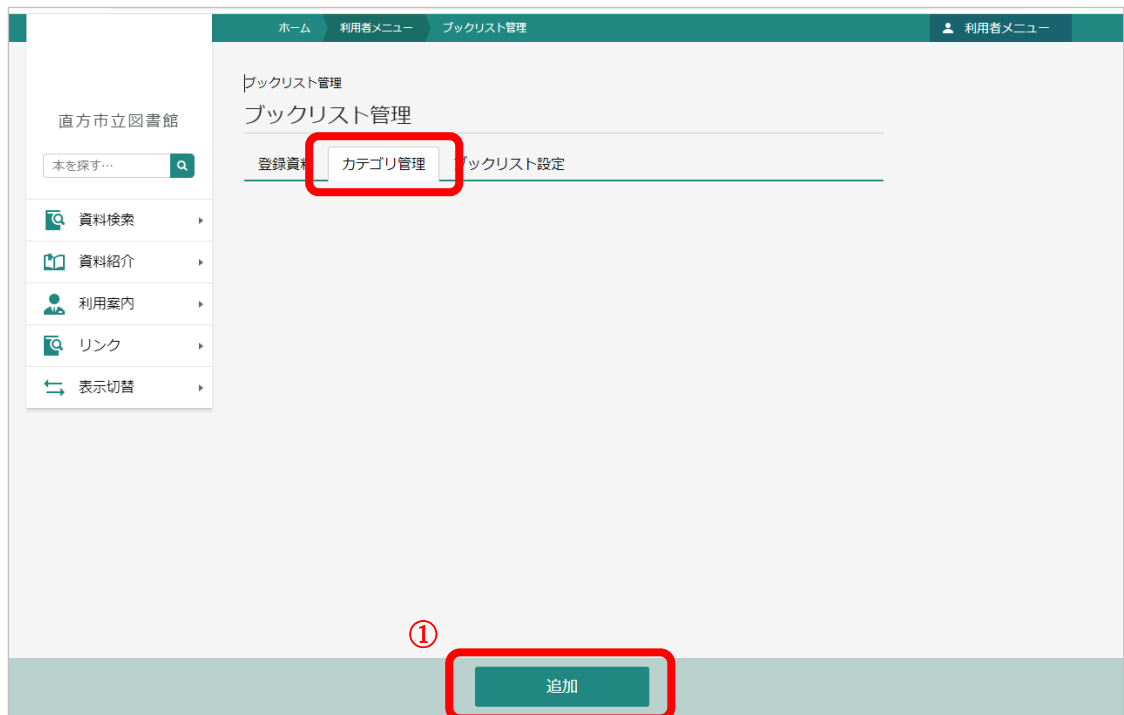 ホーム 利用者メニュー ブックリスト管理 利用者メニュー
直方市立図書館
本を探す…
資料検索
資料紹介
利用案内
リンク
表示切替
ブックリスト管理
ブックリスト管理
登録資料 カテゴリ管理 ブックリスト設定
①
追加